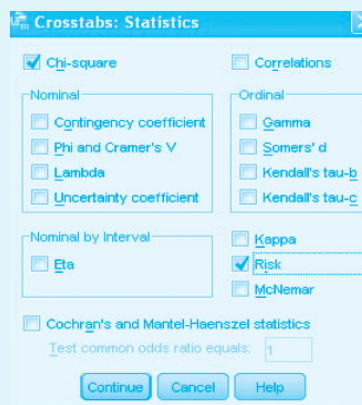 Crosstabs: Statistics
Chi-square
Correlations
Nominal
Contingency coefficient
Phi and Cramer's V
Lambda
Uncertainty coefficient
Ordinal
Gamma
Somers' d
Kendall's tau-b
Kendall's tau-c
Nominal by Interval
Eta
Kappa
Risk
McNemar
Cochran's and Mantel-Haenszel statistics
Test common odds ratio equals: 1
Continue Cancel Help